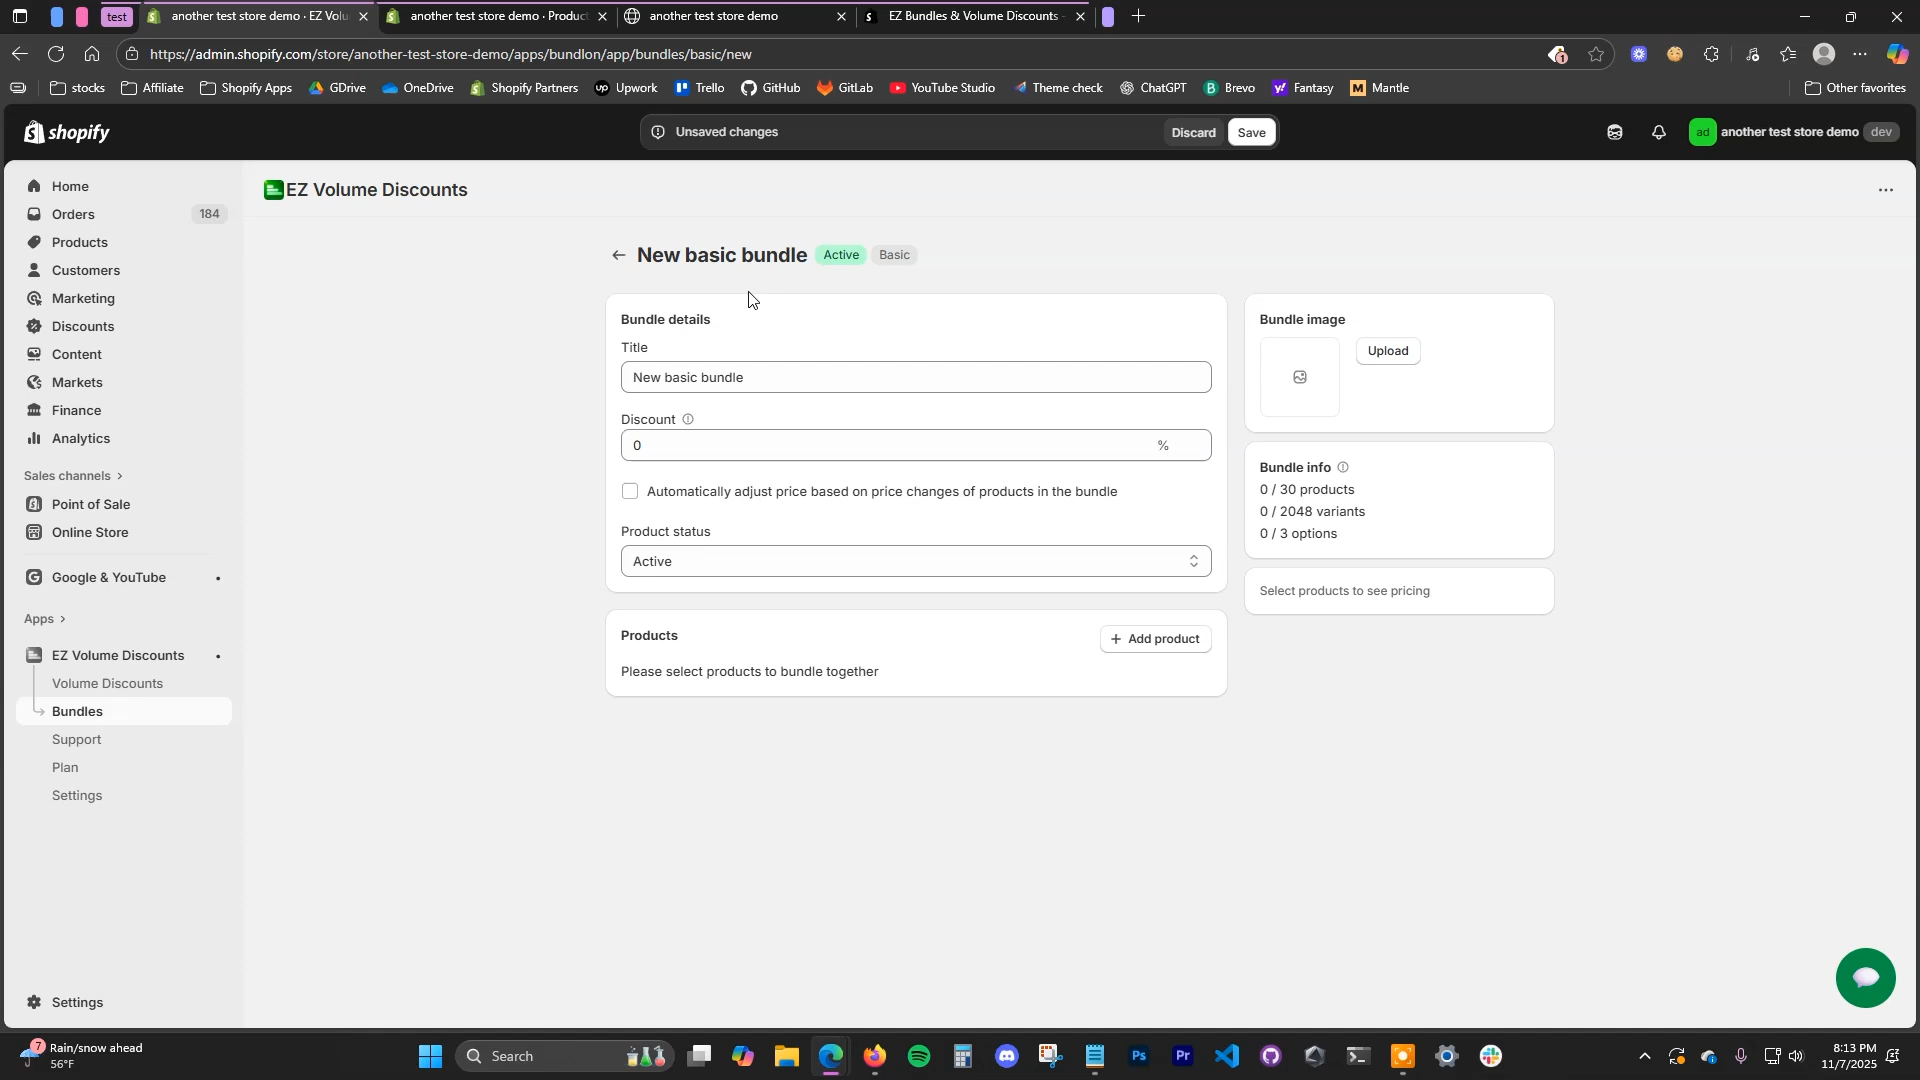 test
another test store demo · EZ Volu
another test store demo · Produc
another test store demo
EZ Bundles & Volume Discounts -
https://admin.shopify.com/store/another-test-store-demo/apps/bundlon/app/bundles/basic/new
1
stocks
Affiliate
Shopify Apps
GDrive
OneDrive
Shopify Partners
Upwork
Trello
GitHub
GitLab
YouTube Studio
Theme check
ChatGPT
Brevo
Fantasy
Mantle
Other favorites
shopify
Unsaved changes
Discard
Save
ad
another test store demo
dev
Home
Orders
184
Products
Customers
Marketing
Discounts
Content
Markets
Finance
Analytics
Sales channels
Point of Sale
Online Store
Google & YouTube
Apps
EZ Volume Discounts
Volume Discounts
Bundles
Support
Plan
Settings
Settings
EZ Volume Discounts
New basic bundle
Active
Basic
Bundle details
Title
New basic bundle
Discount
0
%
Automatically adjust price based on price changes of products in the bundle
Product status
Active
Products
+ Add product
Please select products to bundle together
Bundle image
Upload
Bundle info
0 / 30 products
0 / 2048 variants
0 / 3 options
Select products to see pricing
7
Rain/snow ahead
56°F
Search
Ps
Pr
8:13 PM
11/7/2025